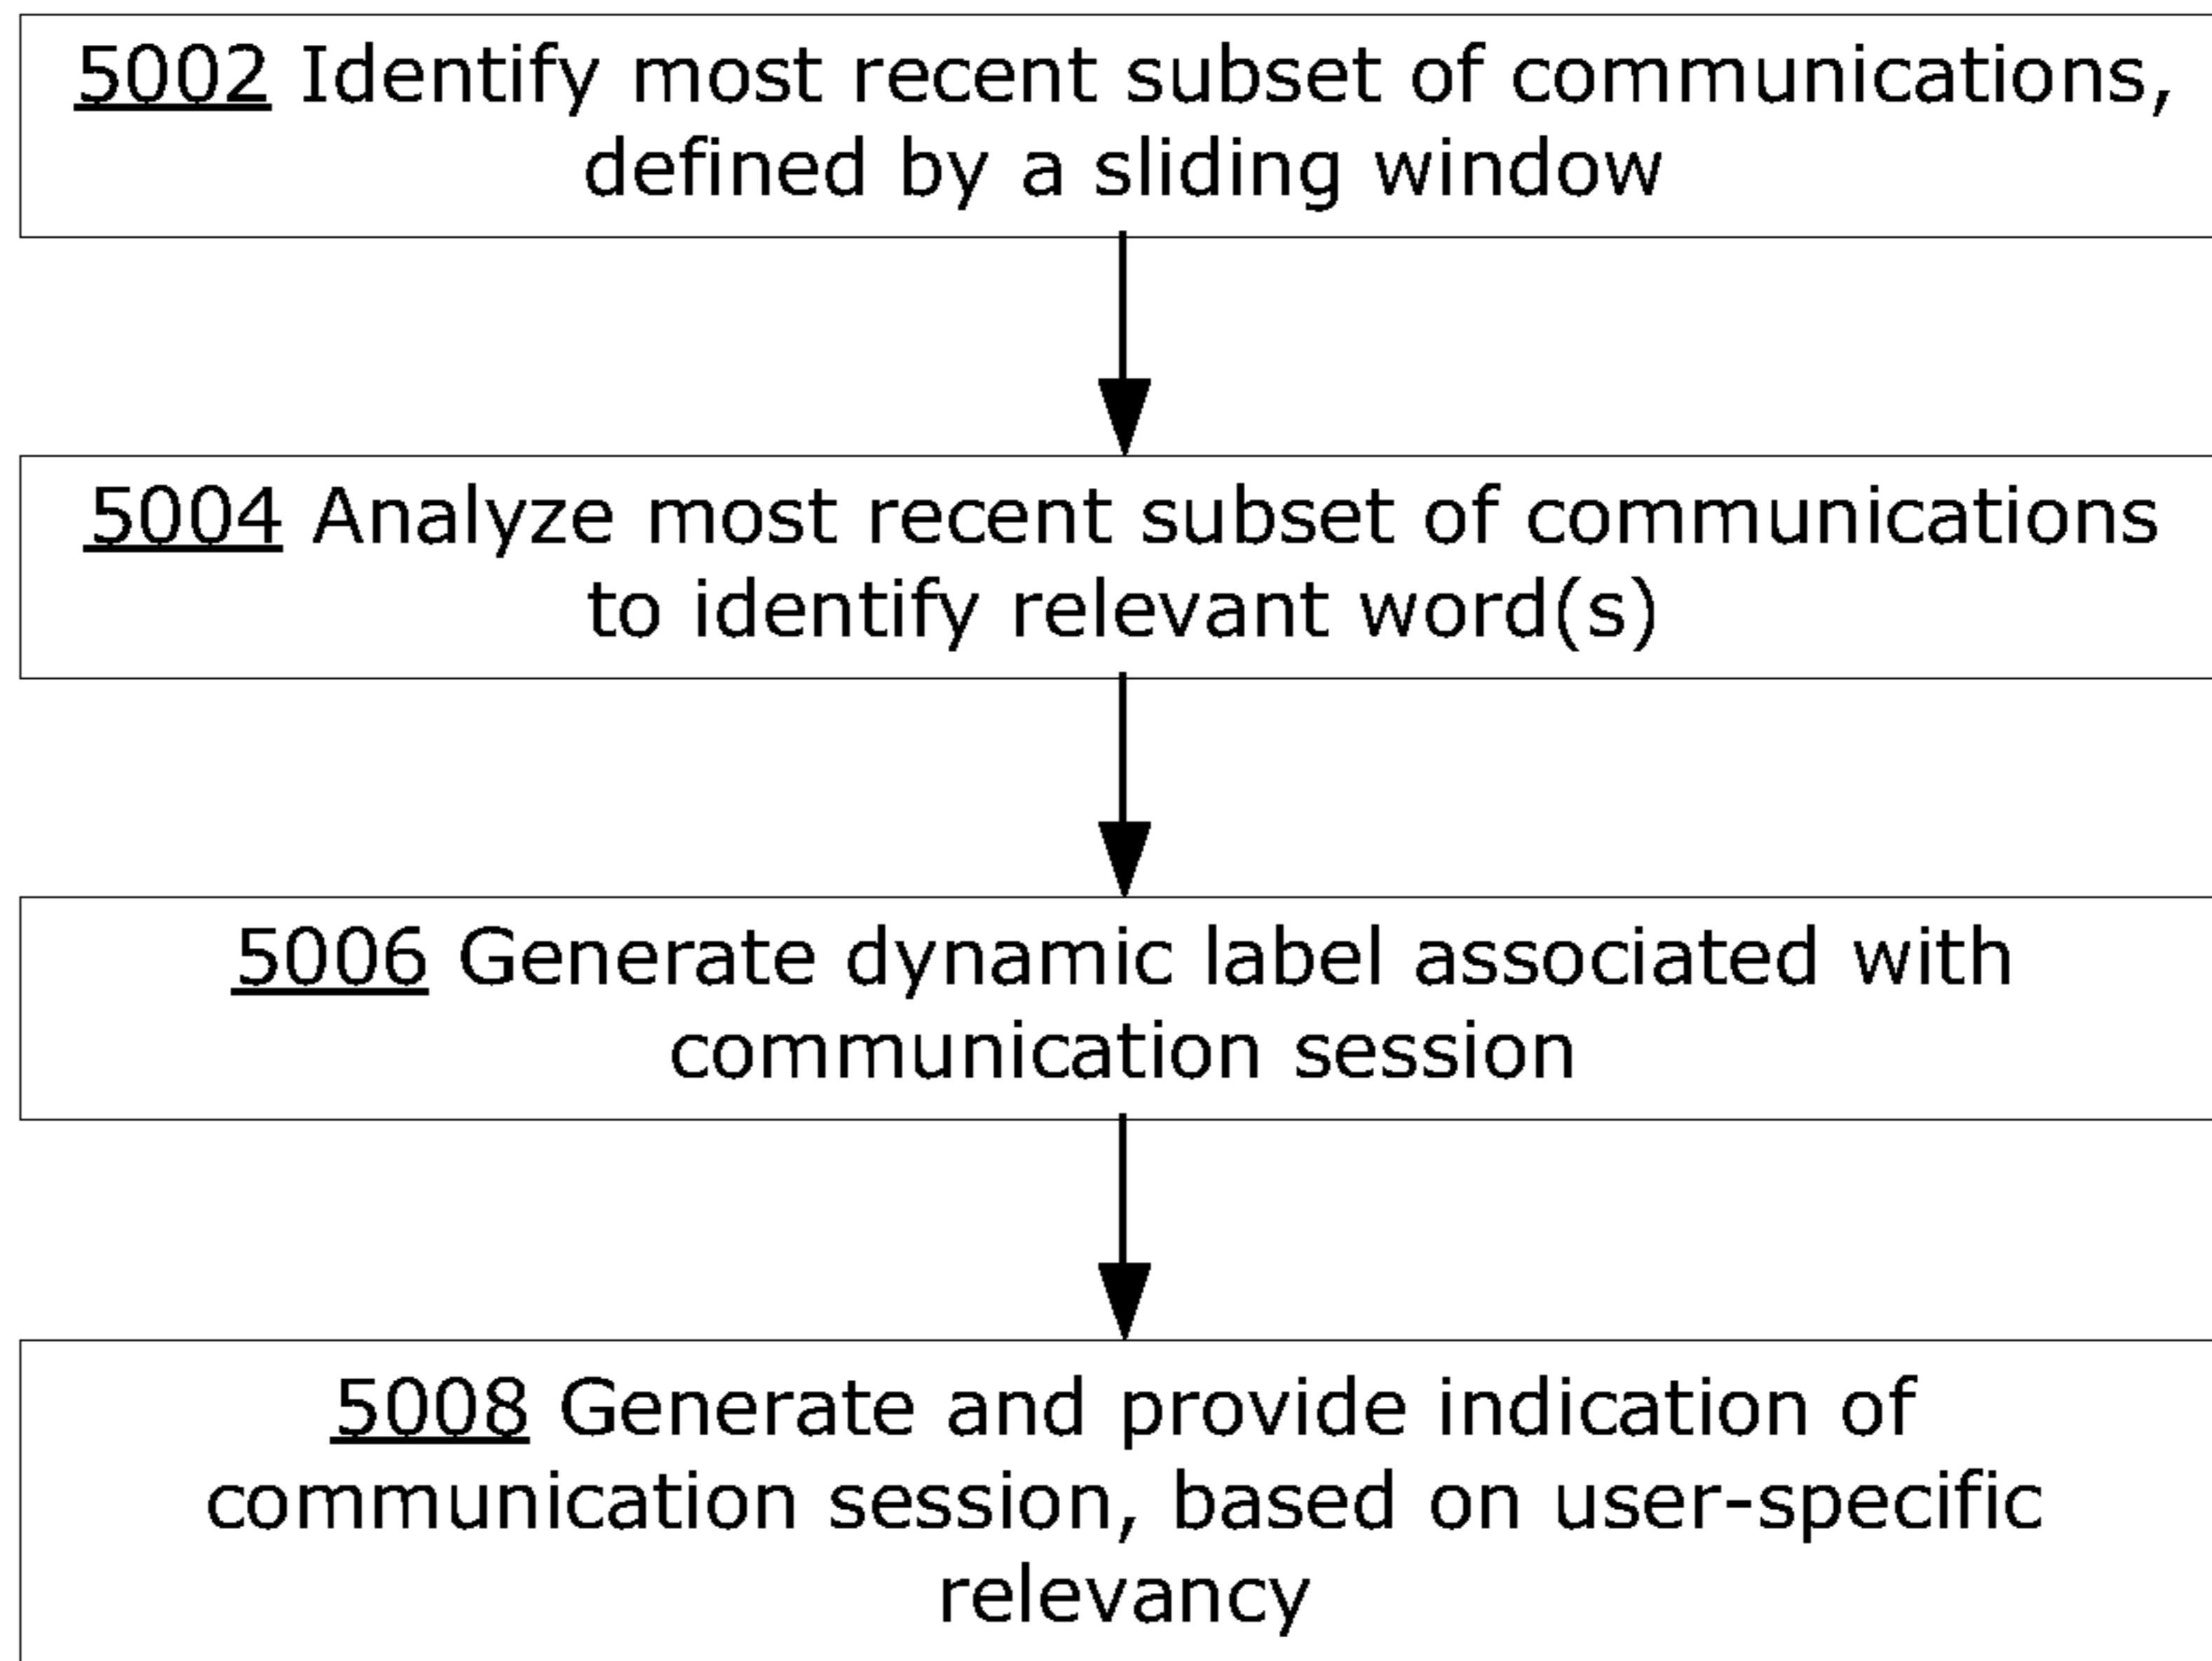 5002 Identify most recent subset of communications,
defined by a sliding window
5004 Analyze most recent subset of communications
to identify relevant word(s)
5006 Generate dynamic label associated with
communication session
5008 Generate and provide indication of
communication session, based on user-specific
relevancy